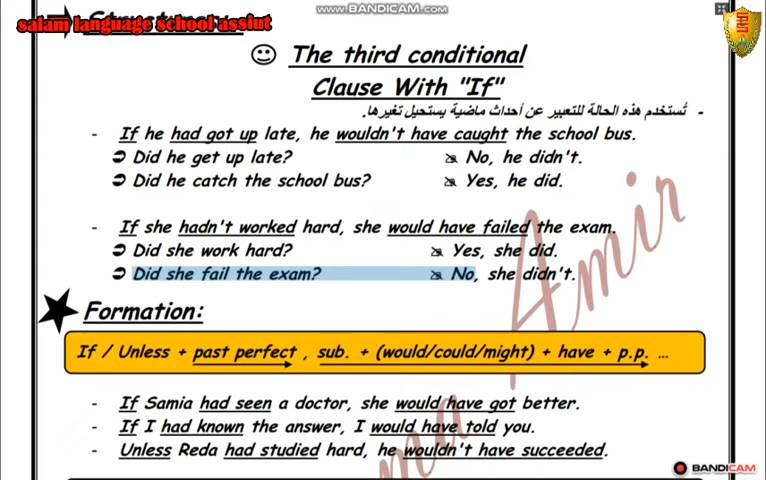 WWW.BANDICAM.COM
salam language school assiut
The third conditional
Clause With "If"
- تُستخدم هذه الحالة للتعبير عن أحداث ماضية يستحيل تغيرها.
- If he had got up late, he wouldn't have caught the school bus.
Did he get up late? No, he didn't.
Did he catch the school bus? Yes, he did.
- If she hadn't worked hard, she would have failed the exam.
Did she work hard? Yes, she did.
Did she fail the exam? No, she didn't.
Formation:
If / Unless + past perfect , sub. + (would/could/might) + have + p.p. ...
- If Samia had seen a doctor, she would have got better.
- If I had known the answer, I would have told you.
- Unless Reda had studied hard, he wouldn't have succeeded.
Amir
BANDICAM